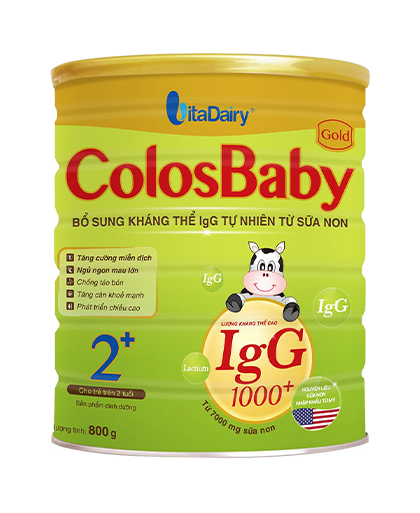 VitaDairy®
Gold
ColosBaby
BỔ SUNG KHÁNG THỂ IgG TỰ NHIÊN TỪ SỮA NON
Tăng cường miễn dịch
Ngủ ngon mau lớn
Chống táo bón
Tăng cân khoẻ mạnh
Phát triển chiều cao
IgG
IgG
LƯỢNG KHÁNG THỂ CAO
IgG
1000+
Từ 7000 mg sữa non
Lactium
2+
Cho trẻ trên 2 tuổi
Sản phẩm dinh dưỡng
NGUYÊN LIỆU
SỮA NON
NHẬP KHẨU TỪ MỸ
lượng tịnh: 800 g